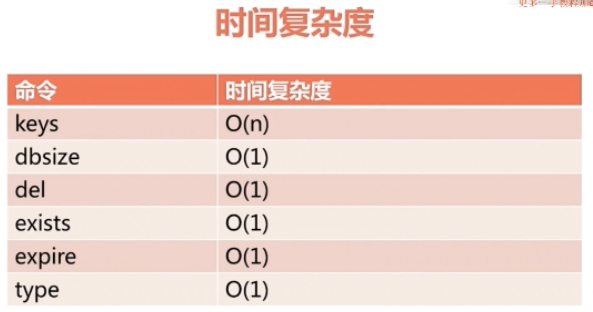 时间复杂度
命令 时间复杂度
keys O(n)
dbsize O(1)
del O(1)
exists O(1)
expire O(1)
type O(1)